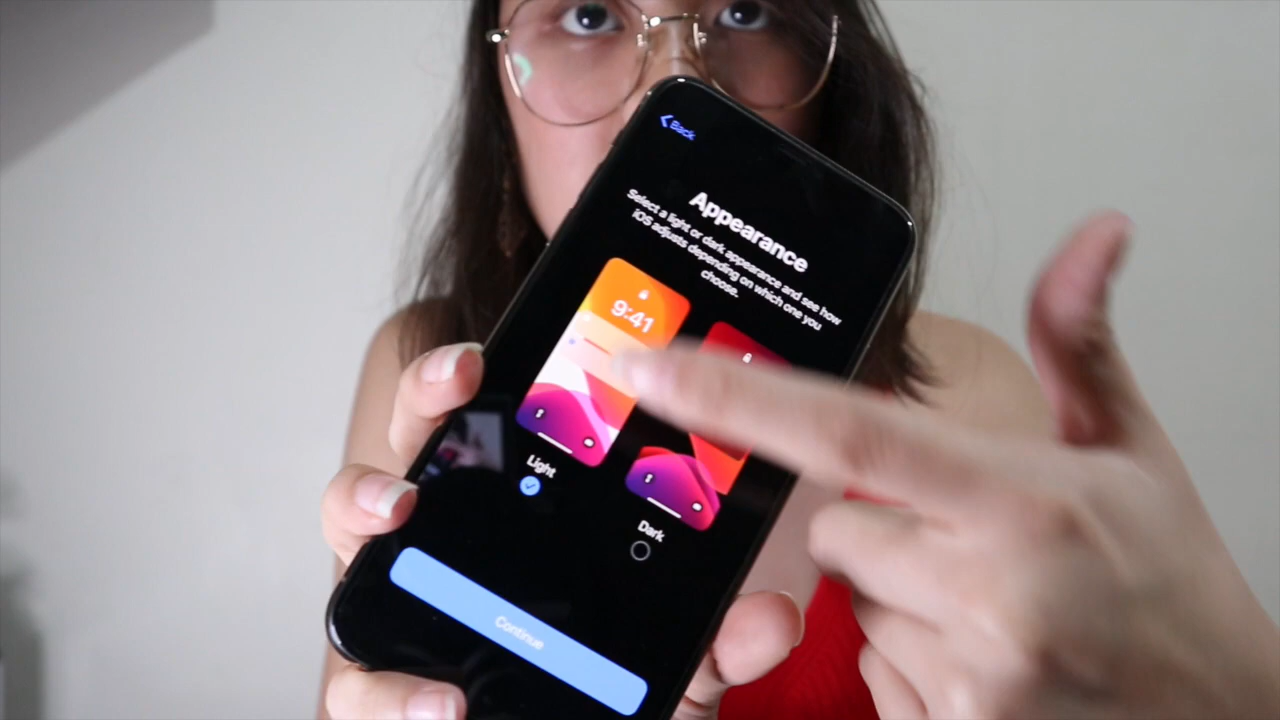 Back
Appearance
Select a light or dark appearance and see how
iOS adjusts depending on which one you
choose.
9:41
Light
Dark
Continue